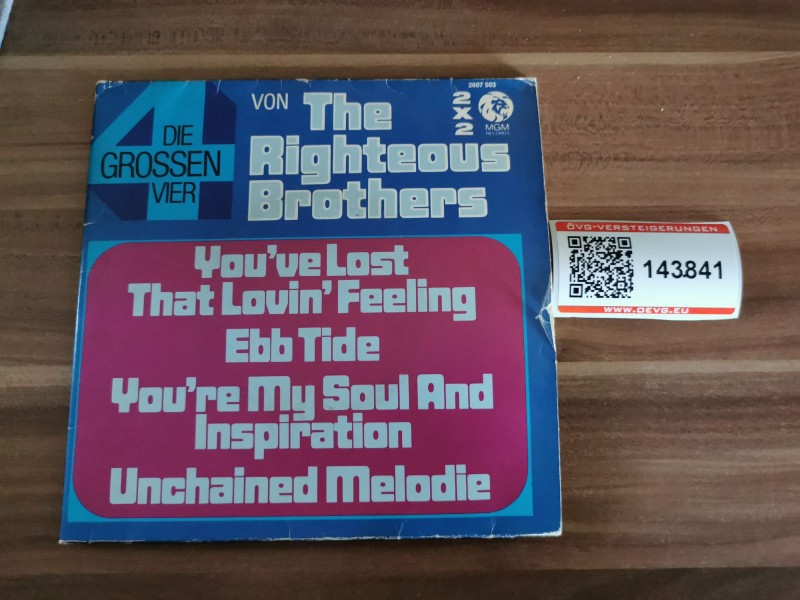 4
DIE
GROSSEN
VIER
VON The
Righteous
Brothers
2607 503
2x2
MGM
RECORDS
You've Lost
That Lovin' Feeling
Ebb Tide
You're My Soul And
Inspiration
Unchained Melodie
ÖVG-VERSTEIGERUNGEN
143841
WWW.OEVG.EU